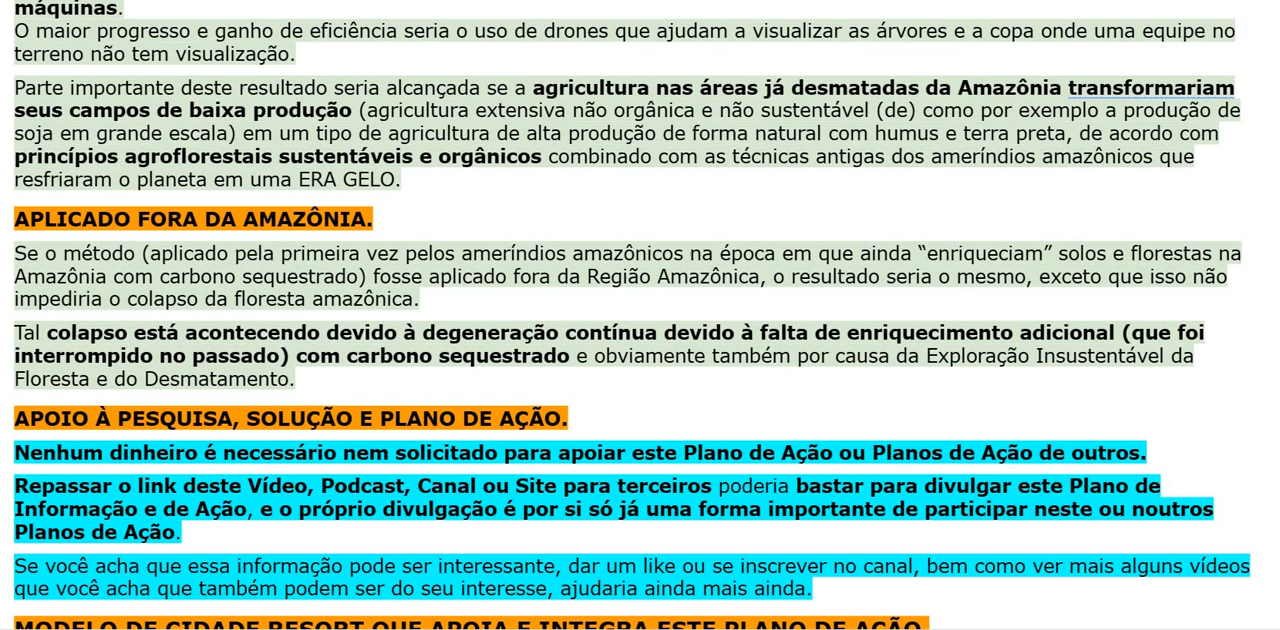 máquinas.
O maior progresso e ganho de eficiência seria o uso de drones que ajudam a visualizar as árvores e a copa onde uma equipe no
terreno não tem visualização.
Parte importante deste resultado seria alcançada se a agricultura nas áreas já desmatadas da Amazônia transformariam
seus campos de baixa produção (agricultura extensiva não orgânica e não sustentável (de) como por exemplo a produção de
soja em grande escala) em um tipo de agricultura de alta produção de forma natural com humus e terra preta, de acordo com
princípios agroflorestais sustentáveis e orgânicos combinado com as técnicas antigas dos ameríndios amazônicos que
resfriaram o planeta em uma ERA GELO.
APLICADO FORA DA AMAZÔNIA.
Se o método (aplicado pela primeira vez pelos ameríndios amazônicos na época em que ainda “enriqueciam” solos e florestas na
Amazônia com carbono sequestrado) fosse aplicado fora da Região Amazônica, o resultado seria o mesmo, exceto que isso não
impediria o colapso da floresta amazônica.
Tal colapso está acontecendo devido à degeneração contínua devido à falta de enriquecimento adicional (que foi
interrompido no passado) com carbono sequestrado e obviamente também por causa da Exploração Insustentável da
Floresta e do Desmatamento.
APOIO À PESQUISA, SOLUÇÃO E PLANO DE AÇÃO.
Nenhum dinheiro é necessário nem solicitado para apoiar este Plano de Ação ou Planos de Ação de outros.
Repassar o link deste Vídeo, Podcast, Canal ou Site para terceiros poderia bastar para divulgar este Plano de
Informação e de Ação, e o próprio divulgação é por si só já uma forma importante de participar neste ou noutros
Planos de Ação.
Se você acha que essa informação pode ser interessante, dar um like ou se inscrever no canal, bem como ver mais alguns vídeos
que você acha que também podem ser do seu interesse, ajudaria ainda mais ainda.
MODELO DE CIDADE RESORT QUE APOIA E INTEGRA ESTE PLANO DE AÇÃO.